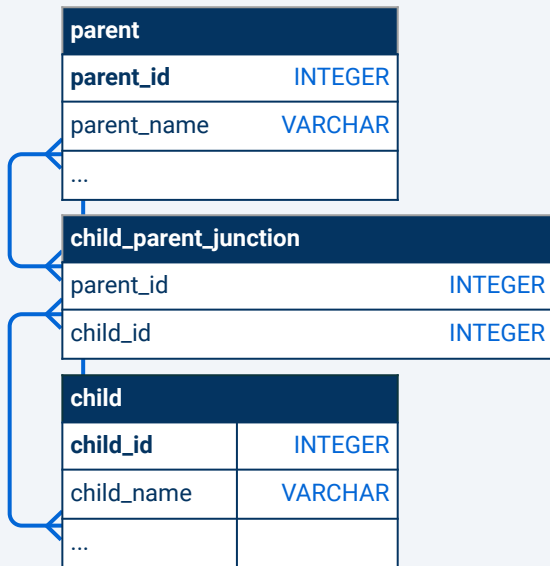 parent
parent_id INTEGER
parent_name VARCHAR
...
child_parent_junction
parent_id INTEGER
child_id INTEGER
child
child_id INTEGER
child_name VARCHAR
...